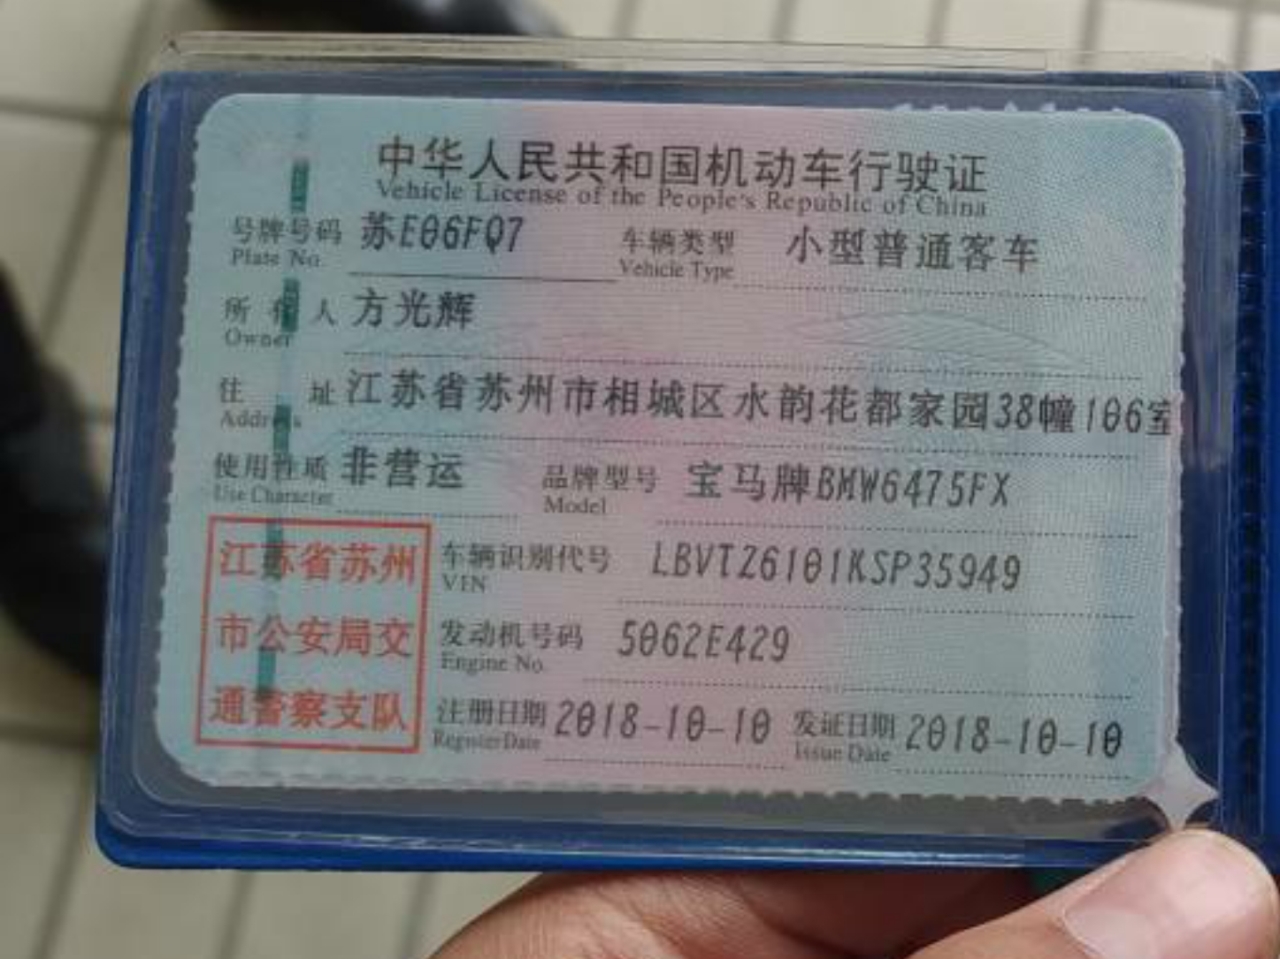 中华人民共和国机动车行驶证
Vehicle License of the People's Republic of China
号牌号码 苏E06FQ7 车辆类型 小型普通客车
Plate No. Vehicle Type
所有人 方光辉
Owner
住址 江苏省苏州市相城区水韵花都家园38幢106室
Address
使用性质 非营运 品牌型号 宝马牌BMW6475FX
Use Character Model
江苏省苏州
市公安局交
通警察支队
车辆识别代号 LBVTZ6101KSP35949
VIN
发动机号码 5062E429
Engine No.
注册日期 2018-10-10 发证日期 2018-10-10
Register Date Issue Date